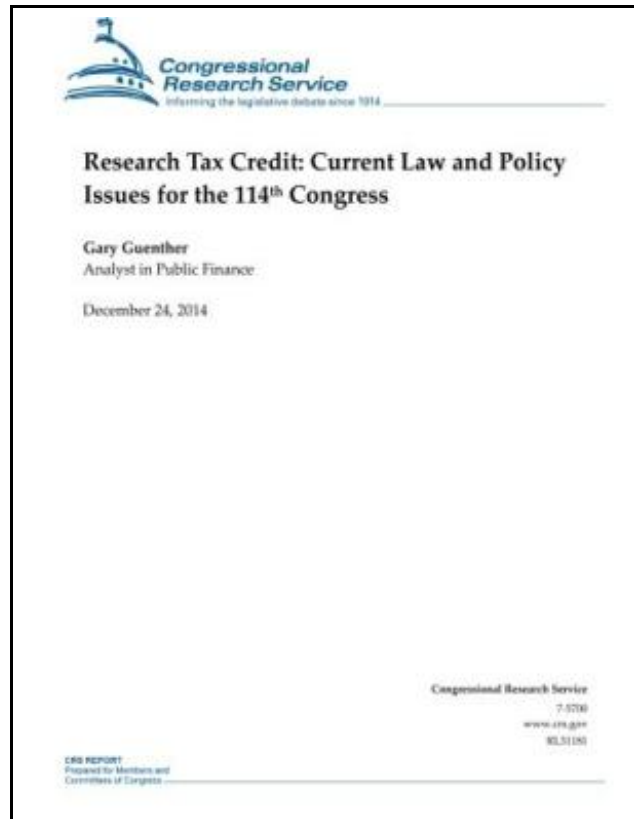 Congressional
Research Service
Informing the legislative debate since 1914
Research Tax Credit: Current Law and Policy
Issues for the 114th Congress
Gary Guenther
Analyst in Public Finance
December 24, 2014
Congressional Research Service
7-5700
www.crs.gov
RL31181
CRS REPORT
Prepared for Members and
Committees of Congress